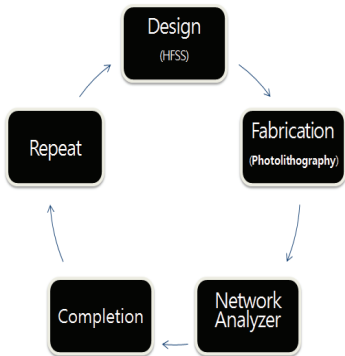 Design
(HFSS)
Fabrication
(Photolithography)
Network
Analyzer
Completion
Repeat